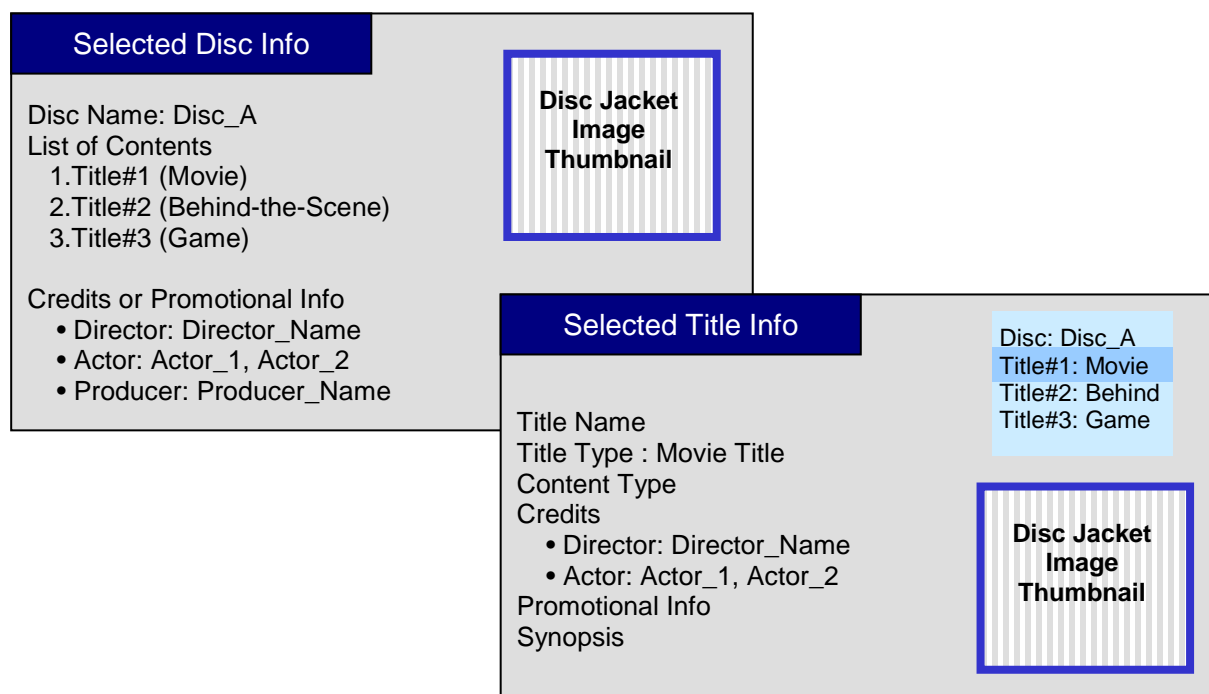 Selected Disc Info
Disc Name: Disc_A
List of Contents
1.Title#1 (Movie)
2.Title#2 (Behind-the-Scene)
3.Title#3 (Game)
Credits or Promotional Info
• Director: Director_Name
• Actor: Actor_1, Actor_2
• Producer: Producer_Name
Disc Jacket
Image
Thumbnail
Selected Title Info
Title Name
Title Type : Movie Title
Content Type
Credits
• Director: Director_Name
• Actor: Actor_1, Actor_2
Promotional Info
Synopsis
Disc: Disc_A
Title#1: Movie
Title#2: Behind
Title#3: Game
Disc Jacket
Image
Thumbnail